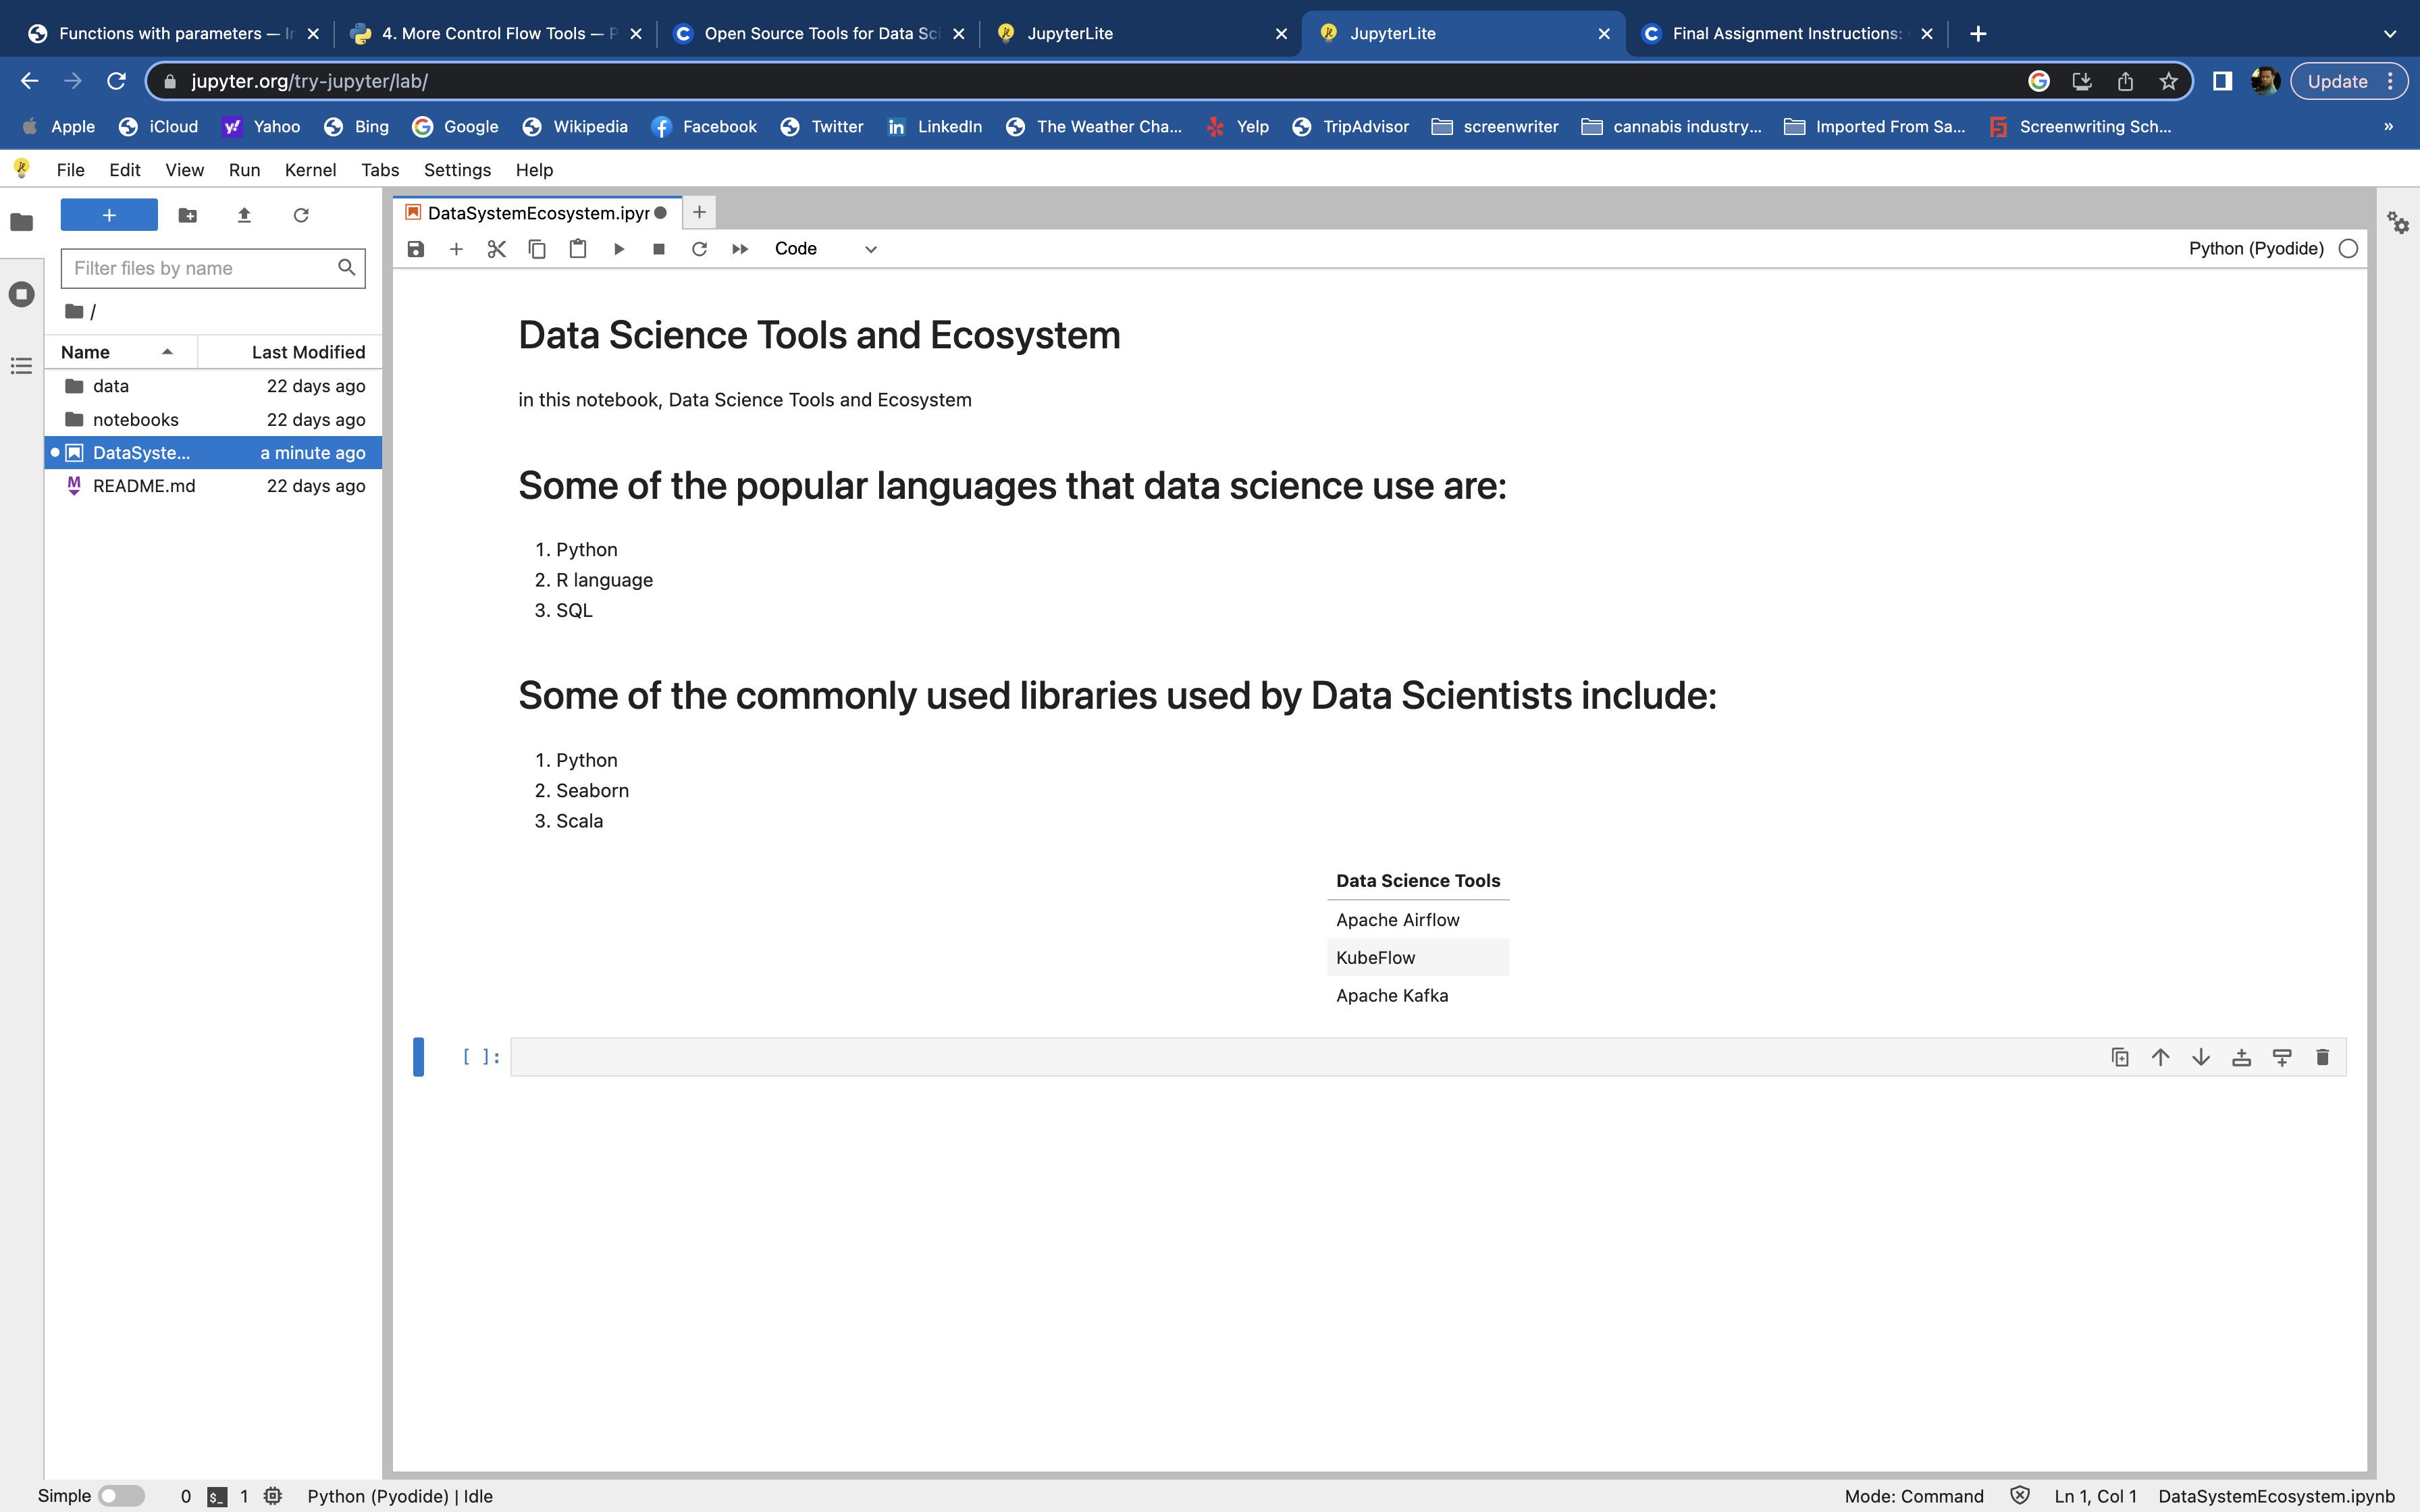 Functions with parameters — I
4. More Control Flow Tools — P
Open Source Tools for Data Sci
JupyterLite
JupyterLite
Final Assignment Instructions:
jupyter.org/try-jupyter/lab/
Update
Apple
iCloud
Yahoo
Bing
Google
Wikipedia
Facebook
Twitter
LinkedIn
The Weather Cha...
Yelp
TripAdvisor
screenwriter
cannabis industry...
Imported From Sa...
Screenwriting Sch...
»
File Edit View Run Kernel Tabs Settings Help
DataSystemEcosystem.ipyr
Code
Python (Pyodide)
Filter files by name
/
Name Last Modified
data 22 days ago
notebooks 22 days ago
DataSyste... a minute ago
README.md 22 days ago
Data Science Tools and Ecosystem
in this notebook, Data Science Tools and Ecosystem
Some of the popular languages that data science use are:
1. Python
2. R language
3. SQL
Some of the commonly used libraries used by Data Scientists include:
1. Python
2. Seaborn
3. Scala
Data Science Tools
Apache Airflow
KubeFlow
Apache Kafka
[ ]:
Simple 0 $_ 1 Python (Pyodide) | Idle
Mode: Command Ln 1, Col 1 DataSystemEcosystem.ipynb